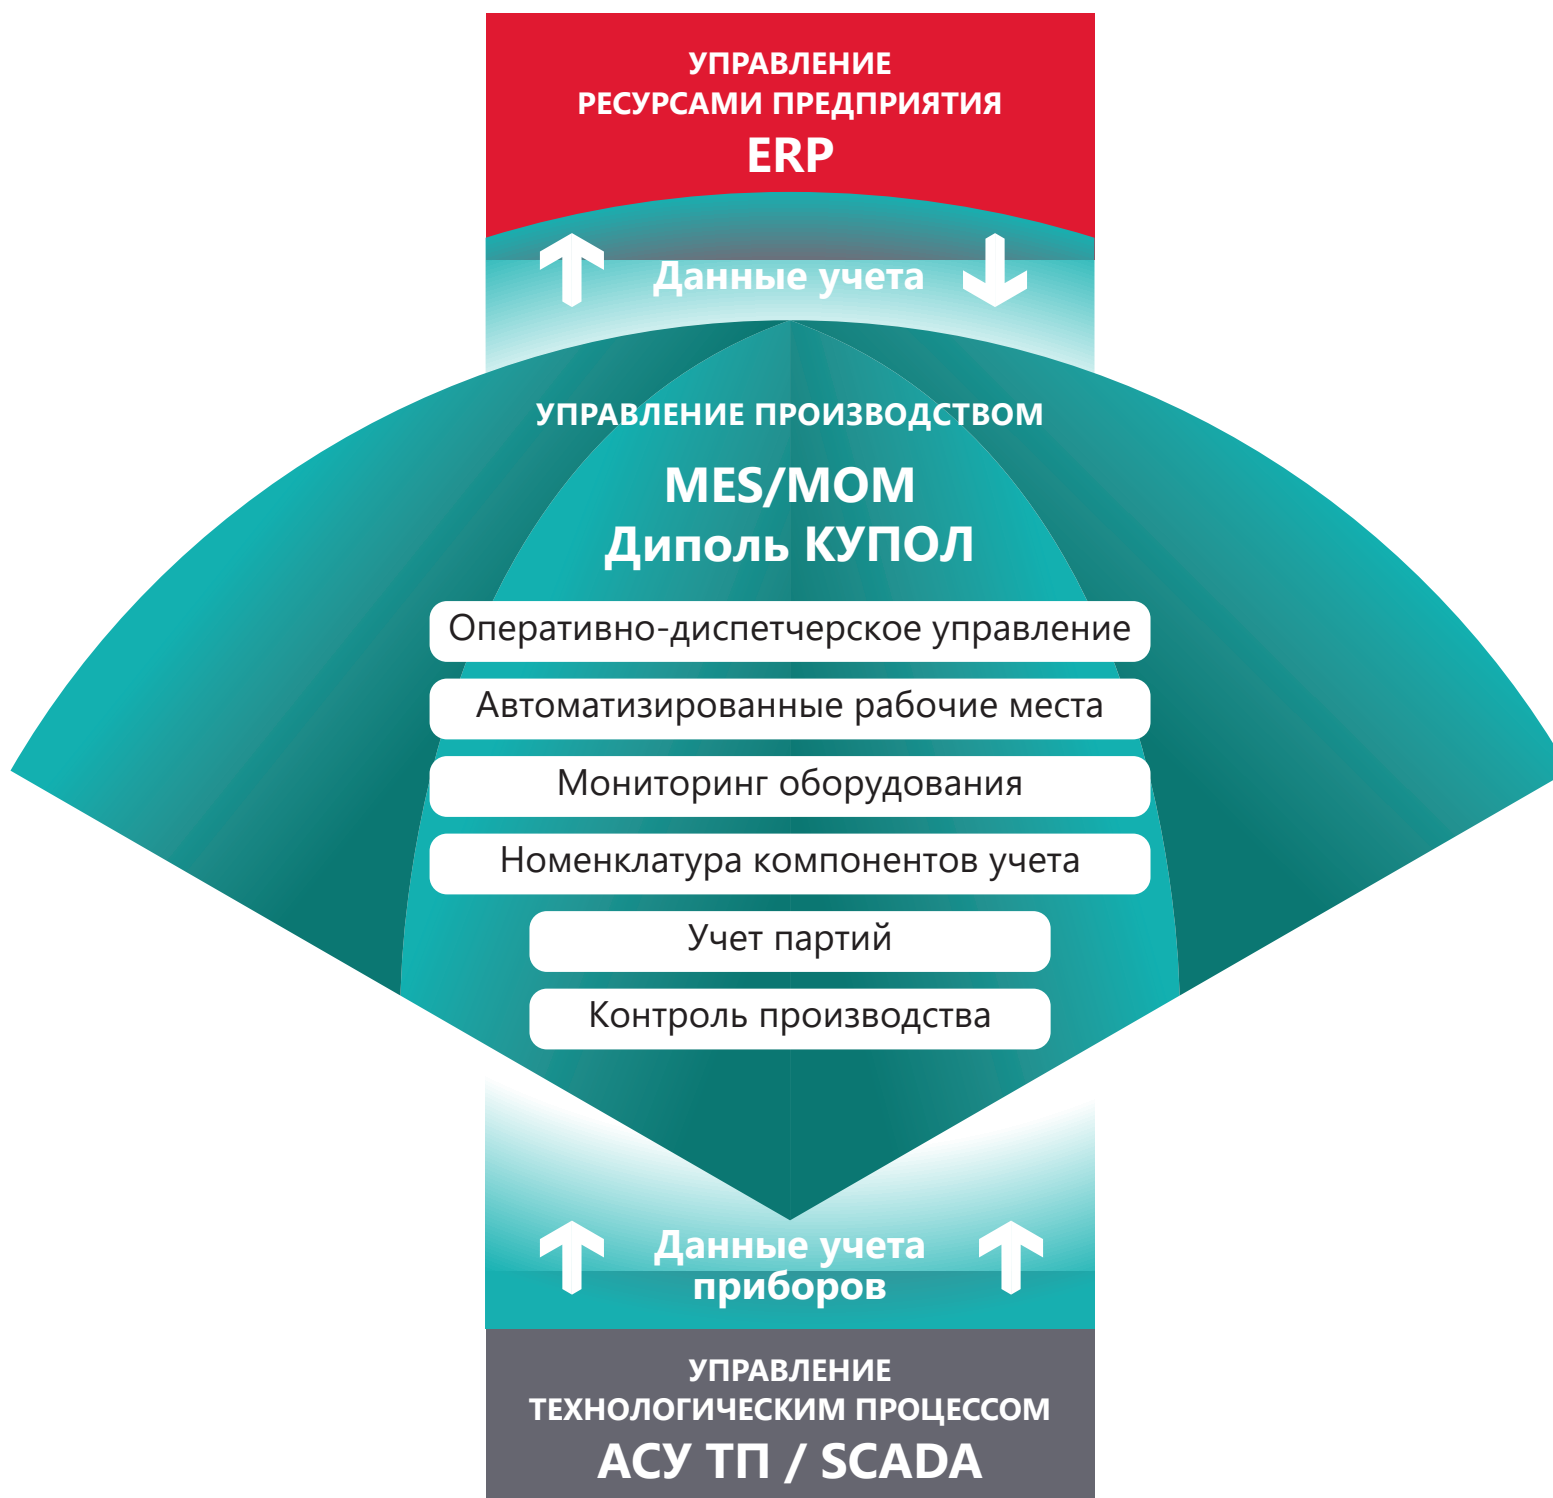 УПРАВЛЕНИЕ
РЕСУРСАМИ ПРЕДПРИЯТИЯ
ERP
Данные учета
УПРАВЛЕНИЕ ПРОИЗВОДСТВОМ
MES/MOM
Диполь КУПОЛ
Оперативно-диспетчерское управление
Автоматизированные рабочие места
Мониторинг оборудования
Номенклатура компонентов учета
Учет партий
Контроль производства
Данные учета
приборов
УПРАВЛЕНИЕ
ТЕХНОЛОГИЧЕСКИМ ПРОЦЕССОМ
АСУ ТП / SCADA